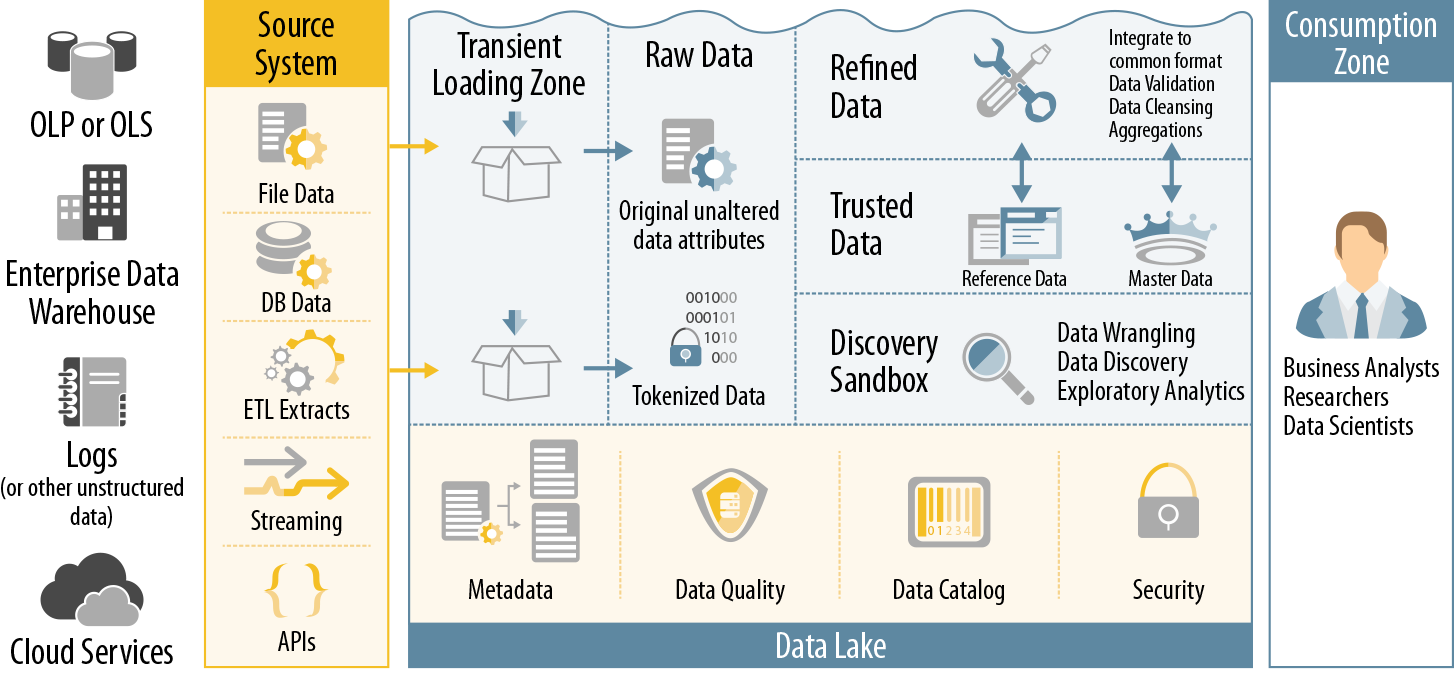 OLP or OLS
Enterprise Data
Warehouse
Logs
(or other unstructured
data)
Cloud Services
Source
System
File Data
DB Data
ETL Extracts
Streaming
{ }
APIs
Transient
Loading Zone
Raw Data
Original unaltered
data attributes
001000
000101
1010
000
Tokenized Data
Refined
Data
Integrate to
common format
Data Validation
Data Cleansing
Aggregations
Trusted
Data
Reference Data
Master Data
Discovery
Sandbox
Data Wrangling
Data Discovery
Exploratory Analytics
Metadata
Data Quality
01234
Data Catalog
Security
Data Lake
Consumption
Zone
Business Analysts
Researchers
Data Scientists